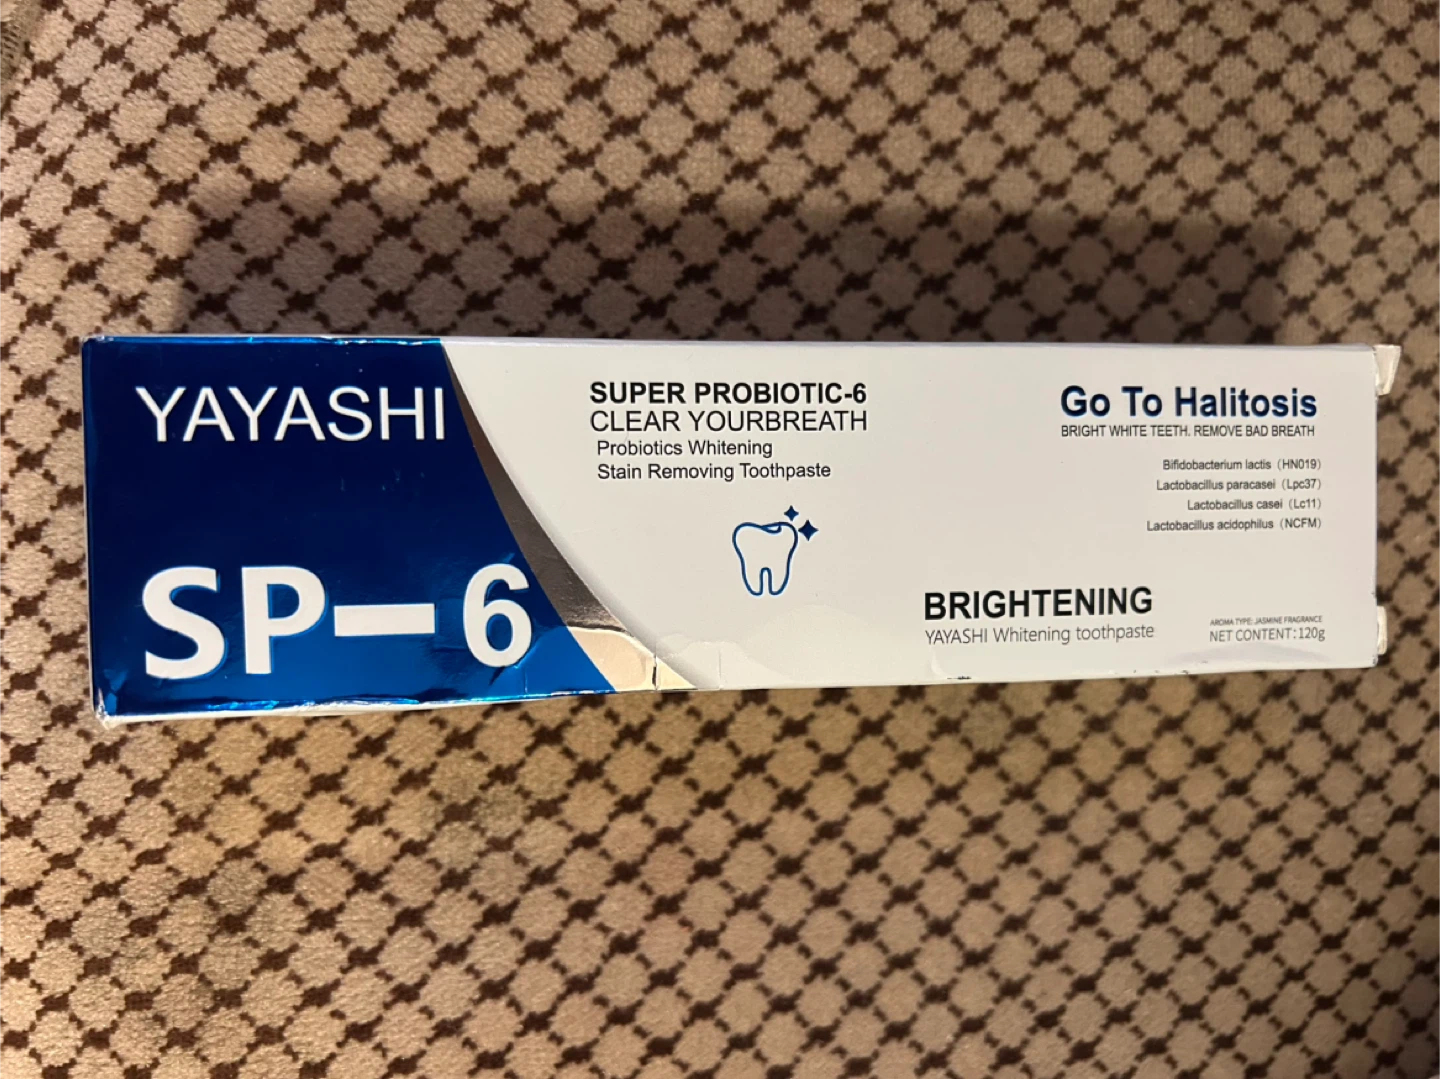 YAYASHI
SP-6
SUPER PROBIOTIC-6
CLEAR YOURBREATH
Probiotics Whitening
Stain Removing Toothpaste
Go To Halitosis
BRIGHT WHITE TEETH. REMOVE BAD BREATH
Bifidobacterium lactis (HN019)
Lactobacillus paracasei (Lpc37)
Lactobacillus casei (Lc11)
Lactobacillus acidophilus (NCFM)
BRIGHTENING
YAYASHI Whitening toothpaste
AROMA TYPE: JASMINE FRAGRANCE
NET CONTENT:120g